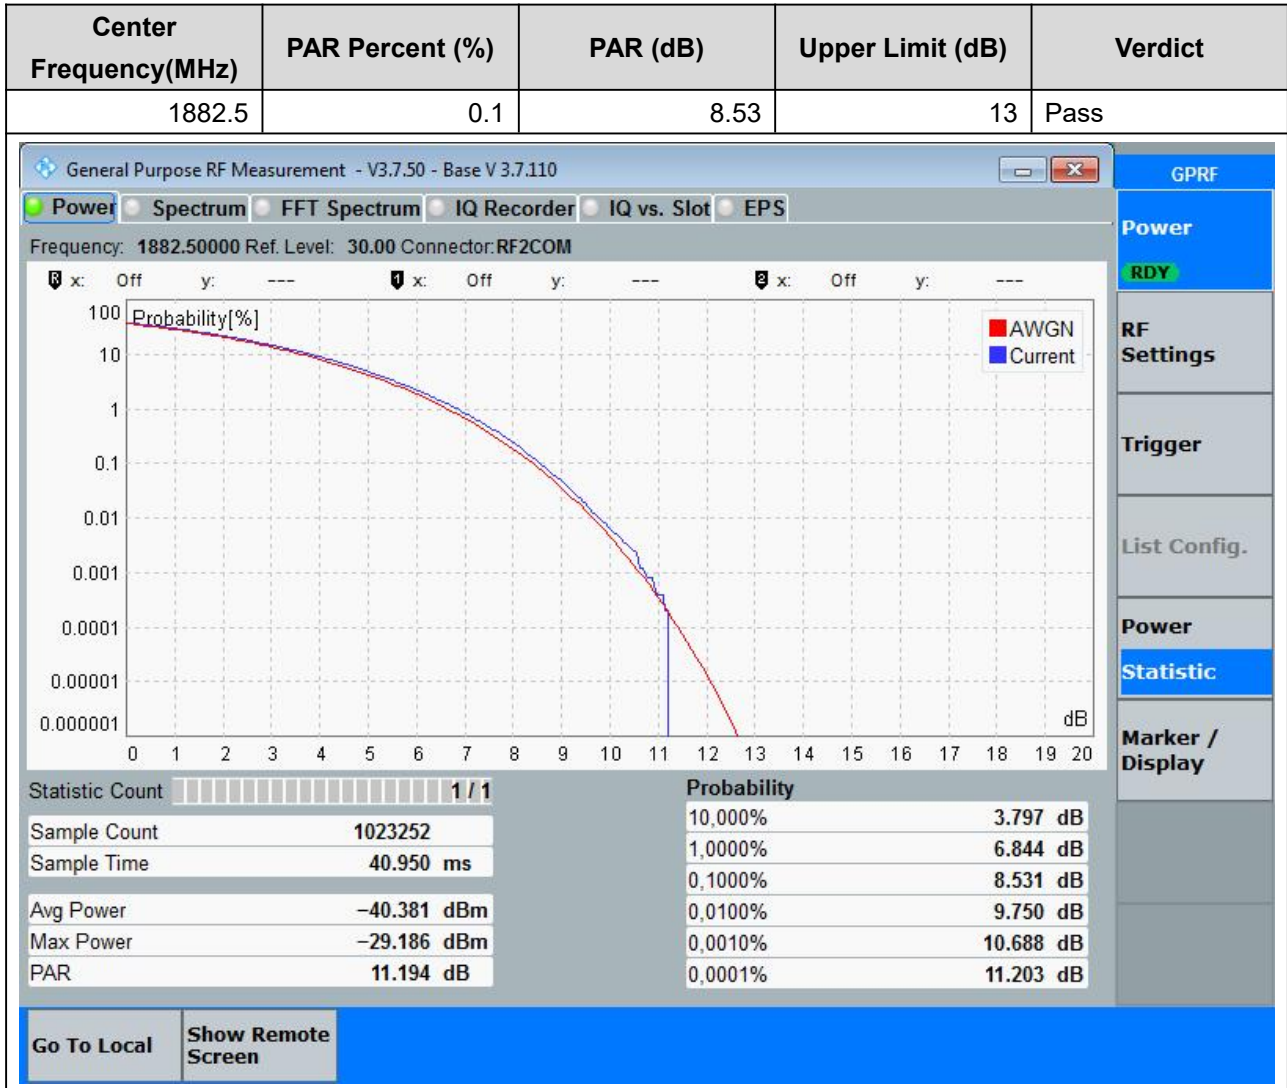 Center Frequency(MHz) PAR Percent (%) PAR (dB) Upper Limit (dB) Verdict
1882.5 0.1 8.53 13 Pass
General Purpose RF Measurement - V3.7.50 - Base V 3.7.110
GPRF
Power Spectrum FFT Spectrum IQ Recorder IQ vs. Slot EPS
Frequency: 1882.50000 Ref. Level: 30.00 Connector:RF2COM
R x: Off y: --- 1 x: Off y: --- 2 x: Off y: ---
Probability[%]
100
10
1
0.1
0.01
0.001
0.0001
0.00001
0.000001
AWGN
Current
dB
0 1 2 3 4 5 6 7 8 9 10 11 12 13 14 15 16 17 18 19 20
Statistic Count 1 / 1
Sample Count 1023252
Sample Time 40.950 ms
Avg Power −40.381 dBm
Max Power −29.186 dBm
PAR 11.194 dB
Probability
10,000% 3.797 dB
1,0000% 6.844 dB
0,1000% 8.531 dB
0,0100% 9.750 dB
0,0010% 10.688 dB
0,0001% 11.203 dB
Power
RDY
RF
Settings
Trigger
List Config.
Power
Statistic
Marker /
Display
Go To Local
Show Remote
Screen